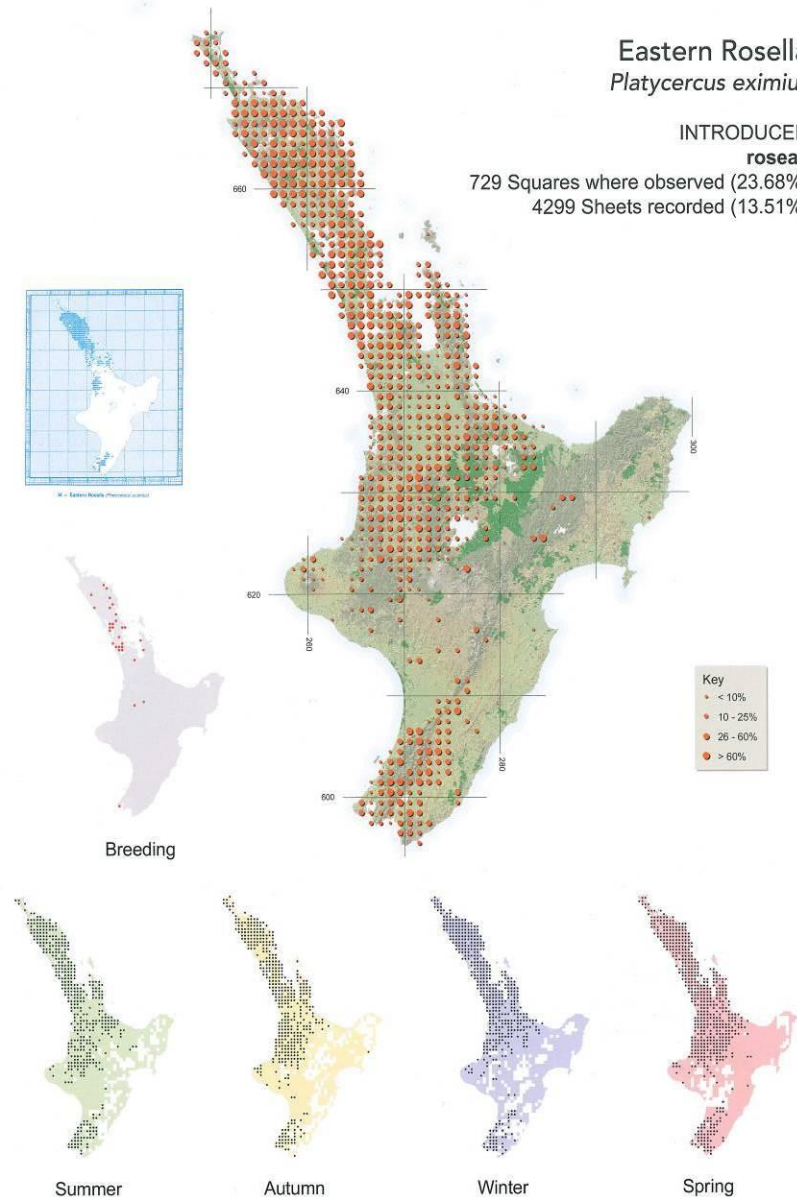 Eastern Rosella
Platycercus eximiu
INTRODUCE
rosea
729 Squares where observed (23.68%
4299 Sheets recorded (13.51%
660
640
300
620
260
280
600
Key
< 10%
10 - 25%
26 - 60%
> 60%
Breeding
Summer
Autumn
Winter
Spring